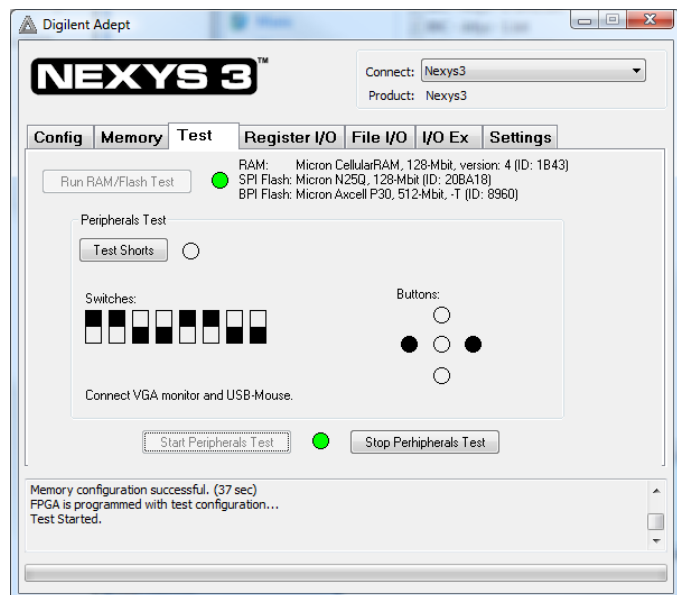 Digilent Adept
NEXYS 3™
Connect: Nexys3
Product: Nexys3
Config Memory Test Register I/O File I/O I/O Ex Settings
Run RAM/Flash Test
RAM: Micron CellularRAM, 128-Mbit, version: 4 (ID: 1B43)
SPI Flash: Micron N25Q, 128-Mbit (ID: 20BA18)
BPI Flash: Micron Axcell P30, 512-Mbit, -T (ID: 8960)
Peripherals Test
Test Shorts
Switches:
Buttons:
Connect VGA monitor and USB-Mouse.
Start Peripherals Test Stop Perhipherals Test
Memory configuration successful. (37 sec)
FPGA is programmed with test configuration...
Test Started.